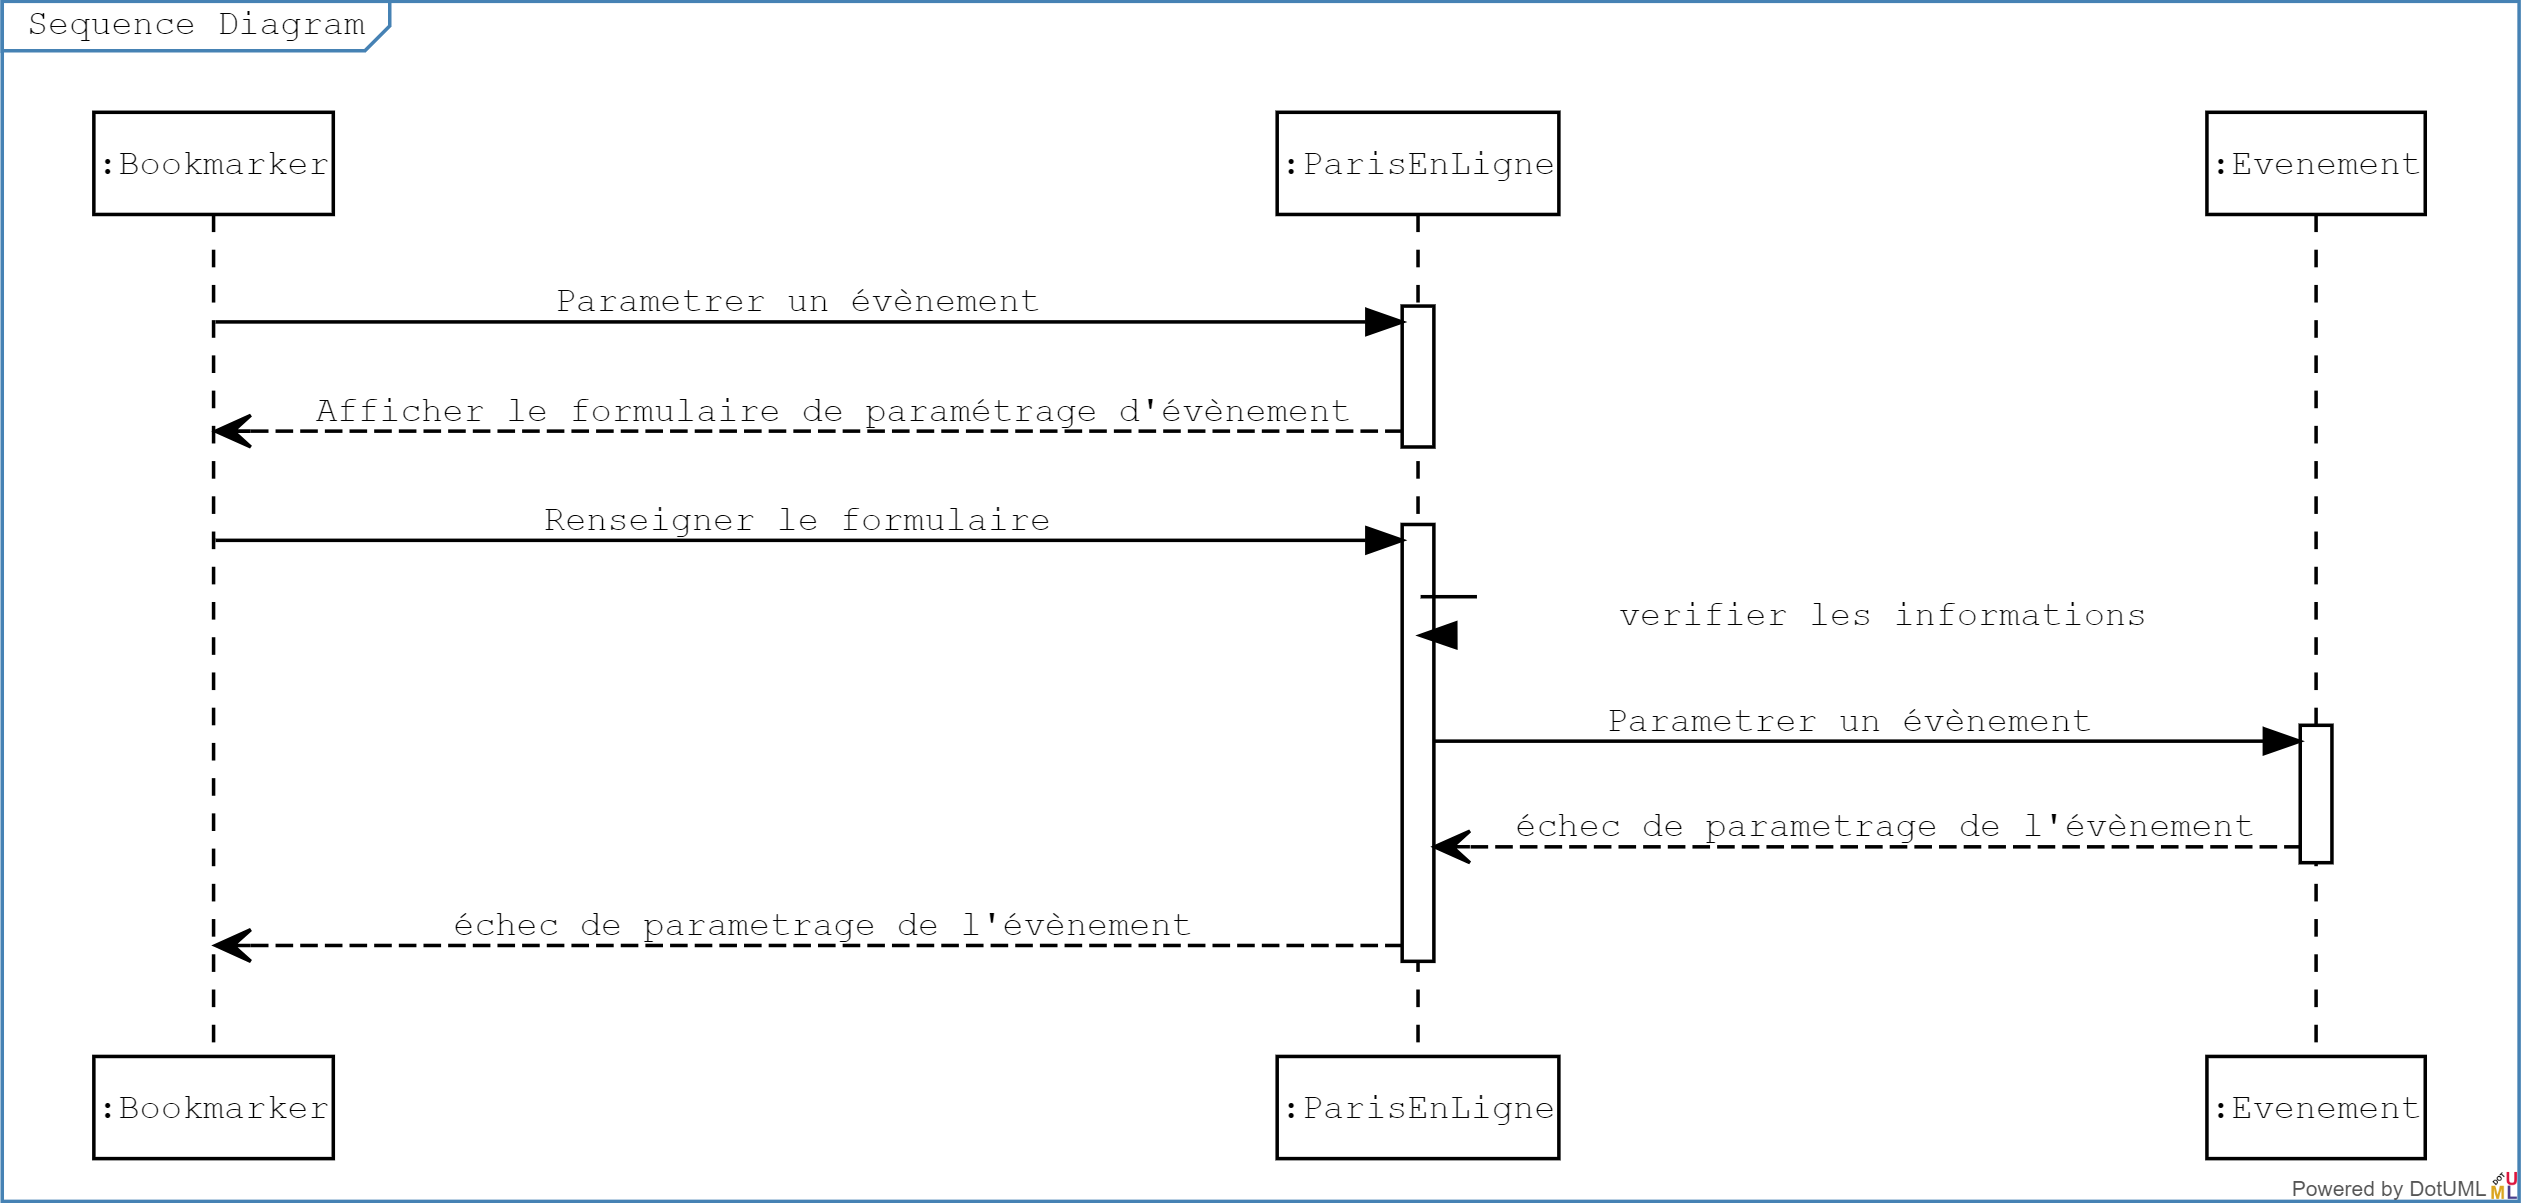 Sequence Diagram
:Bookmarker
:ParisEnLigne
:Evenement
Parametrer un évènement
Afficher le formulaire de paramétrage d'évènement
Renseigner le formulaire
verifier les informations
Parametrer un évènement
échec de parametrage de l'évènement
échec de parametrage de l'évènement
:Bookmarker
:ParisEnLigne
:Evenement
Powered by DotUML
DOT
UML